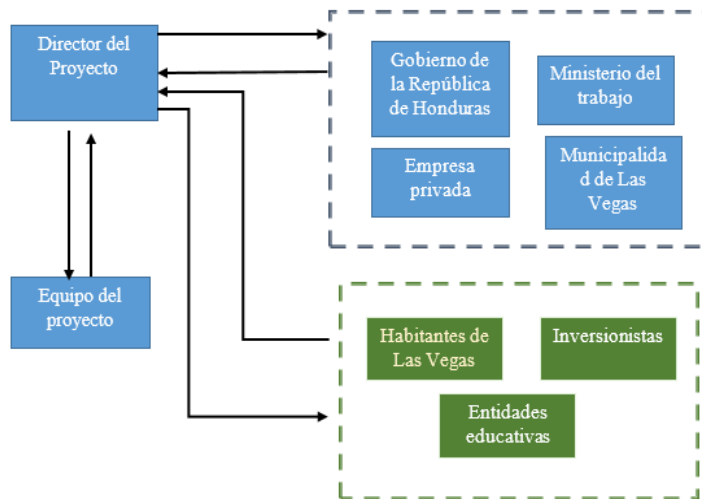 Director del
Proyecto
Gobierno de
la República
de Honduras
Ministerio del
trabajo
Empresa
privada
Municipalida
d de Las
Vegas
Equipo del
proyecto
Habitantes de
Las Vegas
Inversionistas
Entidades
educativas